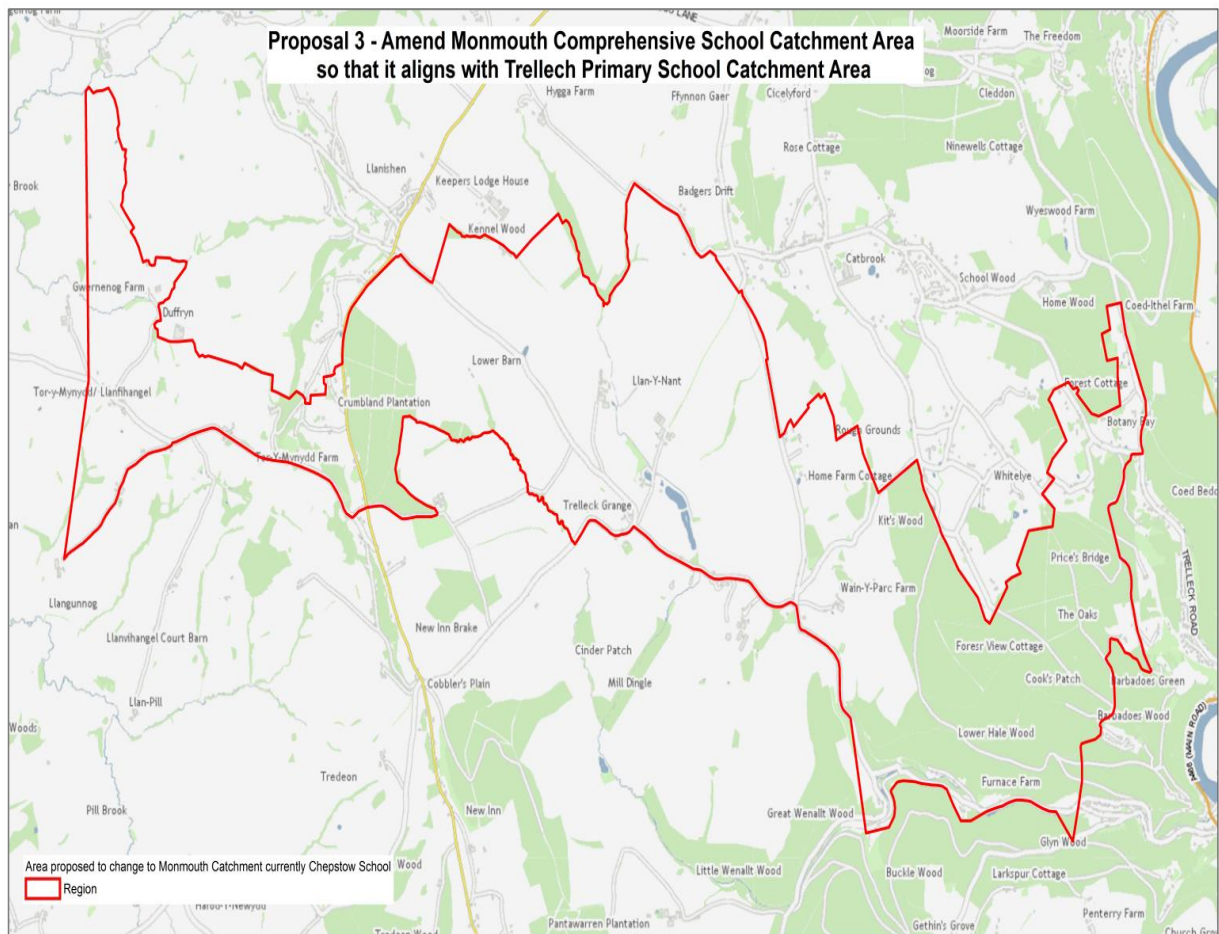 Proposal 3 - Amend Monmouth Comprehensive School Catchment Area
so that it aligns with Trellech Primary School Catchment Area
LANE
Moorside Farm
The Freedom
Hygga Farm
Ffynnon Gaer
Cicelyford
Cleddon
Brook
Llanishen
Keepers Lodge House
Rose Cottage
Ninewells Cottage
Badgers Drift
Kennel Wood
Wyeswood Farm
Catbrook
School Wood
Gwernenog Farm
Duffryn
Home Wood
Coed-Ithel Farm
Lower Barn
Llan-Y-Nant
Tor-y-Mynydd/ Llanfihangel
Crumbland Plantation
Forest Cottage
Botany Bay
Rough Grounds
Tor-Y-Mynydd Farm
Home Farm Cottage
Whitelye
Coed Bedd
Trelleck Grange
Kit's Wood
Price's Bridge
TRELLECK ROAD
Wain-Y-Parc Farm
Llangunnog
The Oaks
Llanvihangel Court Barn
New Inn Brake
Cinder Patch
Foresr View Cottage
Cobbler's Plain
Mill Dingle
Cook's Patch
Barbadoes Green
Llan-Pill
Barbadoes Wood
Woods
Lower Hale Wood
A466 (MAIN ROAD)
Tredeon
Furnace Farm
Pill Brook
New Inn
Great Wenallt Wood
Glyn Wood
Area proposed to change to Monmouth Catchment currently Chepstow School
Region
Wood
Little Wenallt Wood
Buckle Wood
Larkspur Cottage
Pantawarren Plantation
Gethin's Grove
Penterry Farm